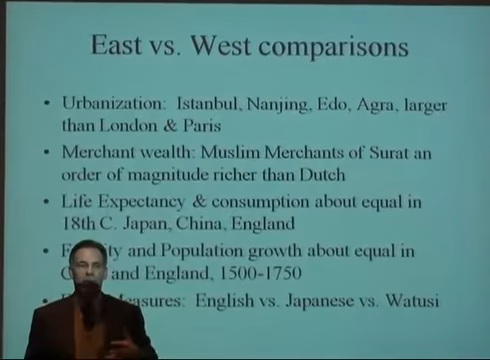 East vs. West comparisons
• Urbanization: Istanbul, Nanjing, Edo, Agra, larger
than London & Paris
• Merchant wealth: Muslim Merchants of Surat an
order of magnitude richer than Dutch
• Life Expectancy & consumption about equal in
18th C. Japan, China, England
• and Population growth about equal in
and England, 1500-1750
• English vs. Japanese vs. Watusi